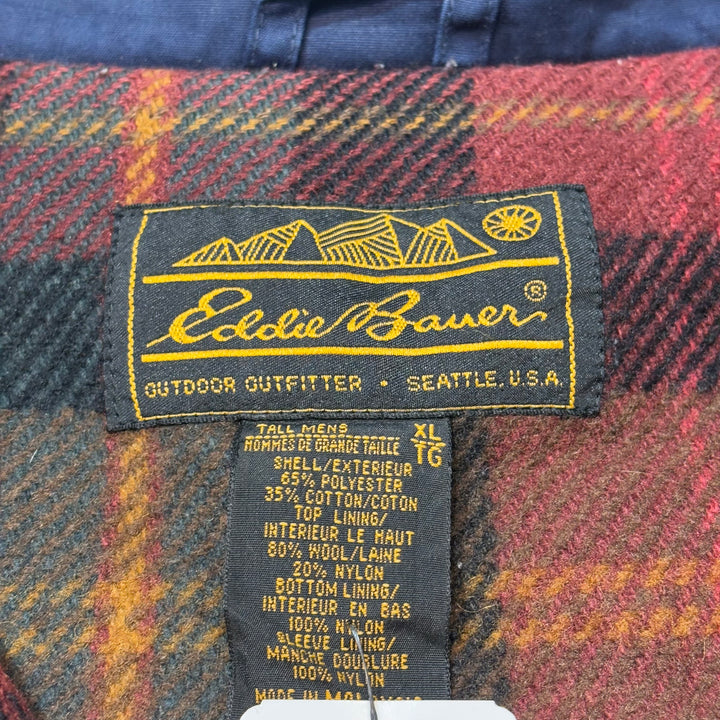 Eddie Bauer®
OUTDOOR OUTFITTER • SEATTLE, U.S.A.
TALL MENS XL
HOMMES DE GRANDE TAILLE TG
SHELL/EXTERIEUR
65% POLYESTER
35% COTTON/COTON
TOP LINING/
INTERIEUR LE HAUT
80% WOOL/LAINE
20% NYLON
BOTTOM LINING/
INTERIEUR EN BAS
100% NYLON
SLEEVE LINING/
MANCHE DOUBLURE
100% NYLON
MADE IN